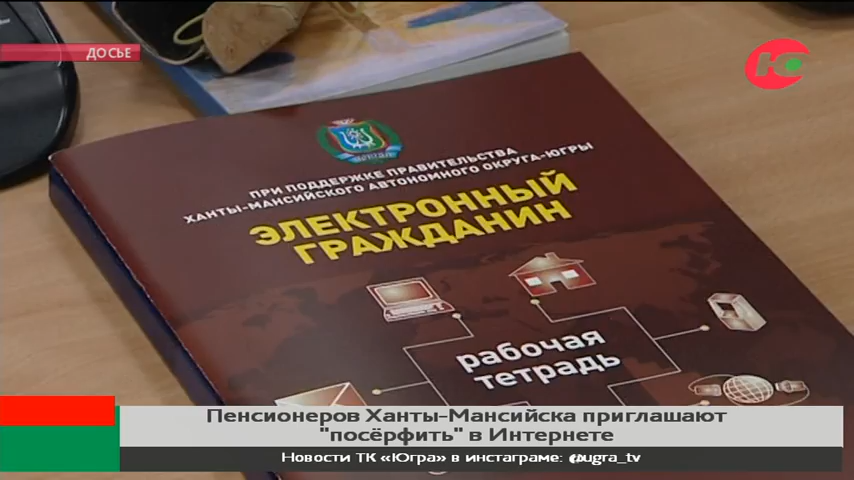 ДОСЬЕ
Ю
ПРИ ПОДДЕРЖКЕ ПРАВИТЕЛЬСТВА
ХАНТЫ-МАНСИЙСКОГО АВТОНОМНОГО ОКРУГА-ЮГРЫ
ЭЛЕКТРОННЫЙ
ГРАЖДАНИН
рабочая
тетрадь
Пенсионеров Ханты-Мансийска приглашают
"посёрфить" в Интернете
Новости ТК «Югра» в инстаграме: @ugra_tv